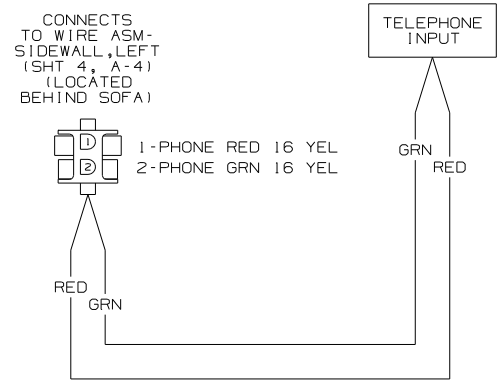 CONNECTS
TO WIRE ASM-
SIDEWALL,LEFT
(SHT 4, A-4)
(LOCATED
BEHIND SOFA)
TELEPHONE
INPUT
1
2
1-PHONE RED 16 YEL
2-PHONE GRN 16 YEL
GRN
RED
RED
GRN